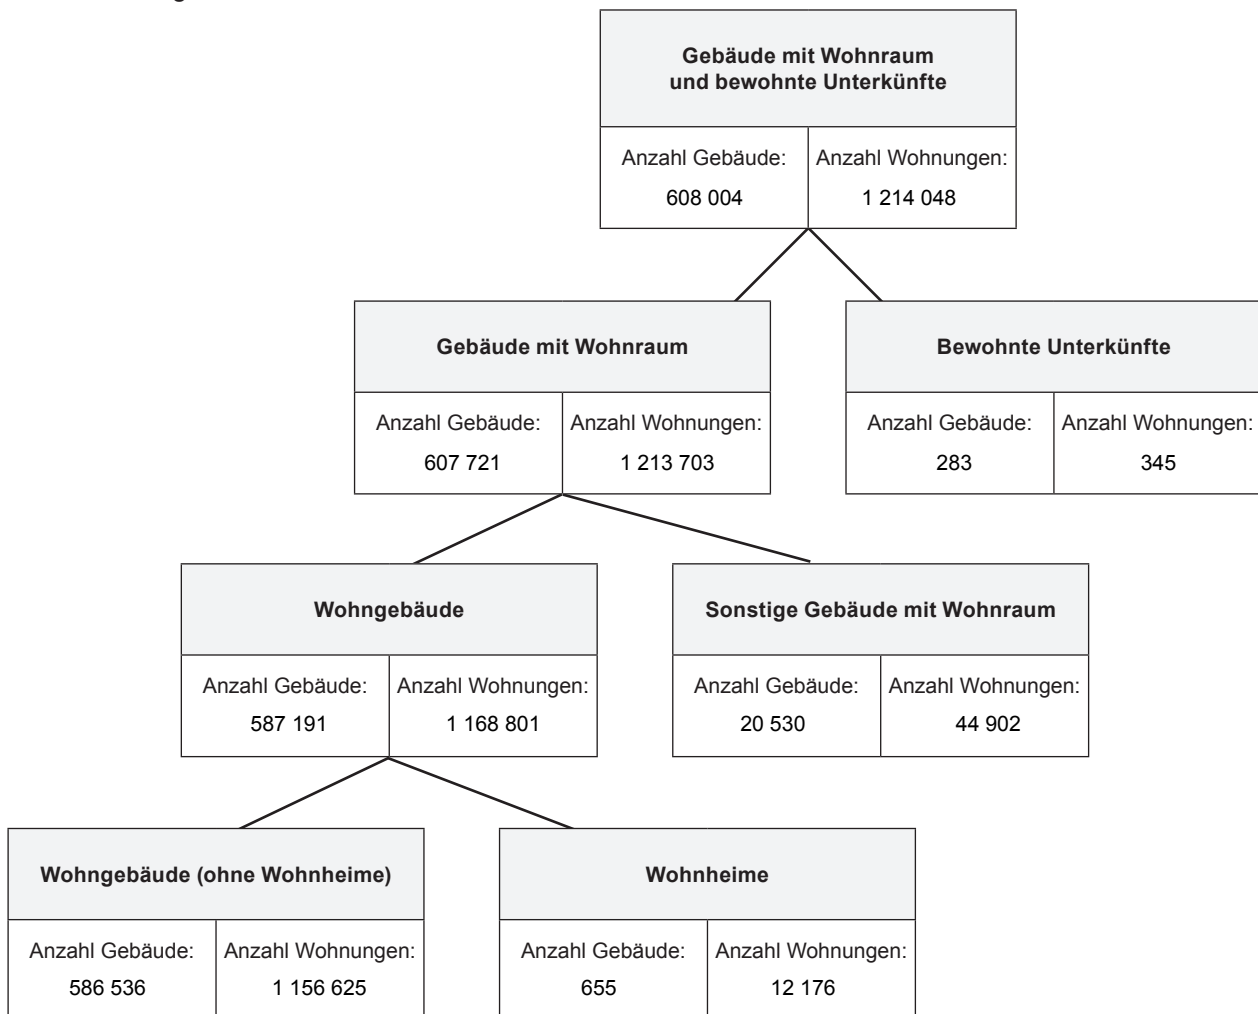 Gebäude mit Wohnraum
und bewohnte Unterkünfte
Anzahl Gebäude: Anzahl Wohnungen:
608 004 1 214 048
Gebäude mit Wohnraum Bewohnte Unterkünfte
Anzahl Gebäude: Anzahl Wohnungen: Anzahl Gebäude: Anzahl Wohnungen:
607 721 1 213 703 283 345
Wohngebäude Sonstige Gebäude mit Wohnraum
Anzahl Gebäude: Anzahl Wohnungen: Anzahl Gebäude: Anzahl Wohnungen:
587 191 1 168 801 20 530 44 902
Wohngebäude (ohne Wohnheime) Wohnheime
Anzahl Gebäude: Anzahl Wohnungen: Anzahl Gebäude: Anzahl Wohnungen:
586 536 1 156 625 655 12 176